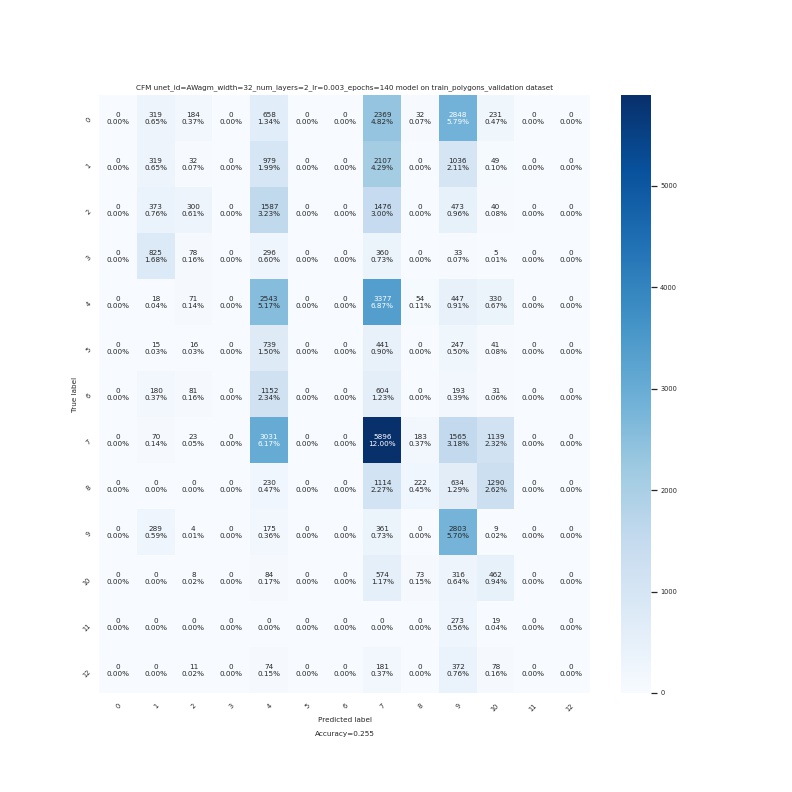 CFM unet_id=AWagm_width=32_num_layers=2_lr=0.003_epochs=140 model on train_polygons_validation dataset
0 0 319 184 0 658 0 0 2369 32 2848 231 0 0
0.00% 0.65% 0.37% 0.00% 1.34% 0.00% 0.00% 4.82% 0.07% 5.79% 0.47% 0.00% 0.00%
1 0 319 32 0 979 0 0 2107 0 1036 49 0 0
0.00% 0.65% 0.07% 0.00% 1.99% 0.00% 0.00% 4.29% 0.00% 2.11% 0.10% 0.00% 0.00%
2 0 373 300 0 1587 0 0 1476 0 473 40 0 0
0.00% 0.76% 0.61% 0.00% 3.23% 0.00% 0.00% 3.00% 0.00% 0.96% 0.08% 0.00% 0.00%
3 0 825 78 0 296 0 0 360 0 33 5 0 0
0.00% 1.68% 0.16% 0.00% 0.60% 0.00% 0.00% 0.73% 0.00% 0.07% 0.01% 0.00% 0.00%
4 0 18 71 0 2543 0 0 3377 54 447 330 0 0
0.00% 0.04% 0.14% 0.00% 5.17% 0.00% 0.00% 6.87% 0.11% 0.91% 0.67% 0.00% 0.00%
5 0 15 16 0 739 0 0 441 0 247 41 0 0
0.00% 0.03% 0.03% 0.00% 1.50% 0.00% 0.00% 0.90% 0.00% 0.50% 0.08% 0.00% 0.00%
6 0 180 81 0 1152 0 0 604 0 193 31 0 0
0.00% 0.37% 0.16% 0.00% 2.34% 0.00% 0.00% 1.23% 0.00% 0.39% 0.06% 0.00% 0.00%
7 0 70 23 0 3031 0 0 5896 183 1565 1139 0 0
0.00% 0.14% 0.05% 0.00% 6.17% 0.00% 0.00% 12.00% 0.37% 3.18% 2.32% 0.00% 0.00%
8 0 0 0 0 230 0 0 1114 222 634 1290 0 0
0.00% 0.00% 0.00% 0.00% 0.47% 0.00% 0.00% 2.27% 0.45% 1.29% 2.62% 0.00% 0.00%
9 0 289 4 0 175 0 0 361 0 2803 9 0 0
0.00% 0.59% 0.01% 0.00% 0.36% 0.00% 0.00% 0.73% 0.00% 5.70% 0.02% 0.00% 0.00%
10 0 0 8 0 84 0 0 574 73 316 462 0 0
0.00% 0.00% 0.02% 0.00% 0.17% 0.00% 0.00% 1.17% 0.15% 0.64% 0.94% 0.00% 0.00%
11 0 0 0 0 0 0 0 0 0 273 19 0 0
0.00% 0.00% 0.00% 0.00% 0.00% 0.00% 0.00% 0.00% 0.00% 0.56% 0.04% 0.00% 0.00%
12 0 0 11 0 74 0 0 181 0 372 78 0 0
0.00% 0.00% 0.02% 0.00% 0.15% 0.00% 0.00% 0.37% 0.00% 0.76% 0.16% 0.00% 0.00%
0 1 2 3 4 5 6 7 8 9 10 11 12
True label
Predicted label
Accuracy=0.255
5000
4000
3000
2000
1000
0